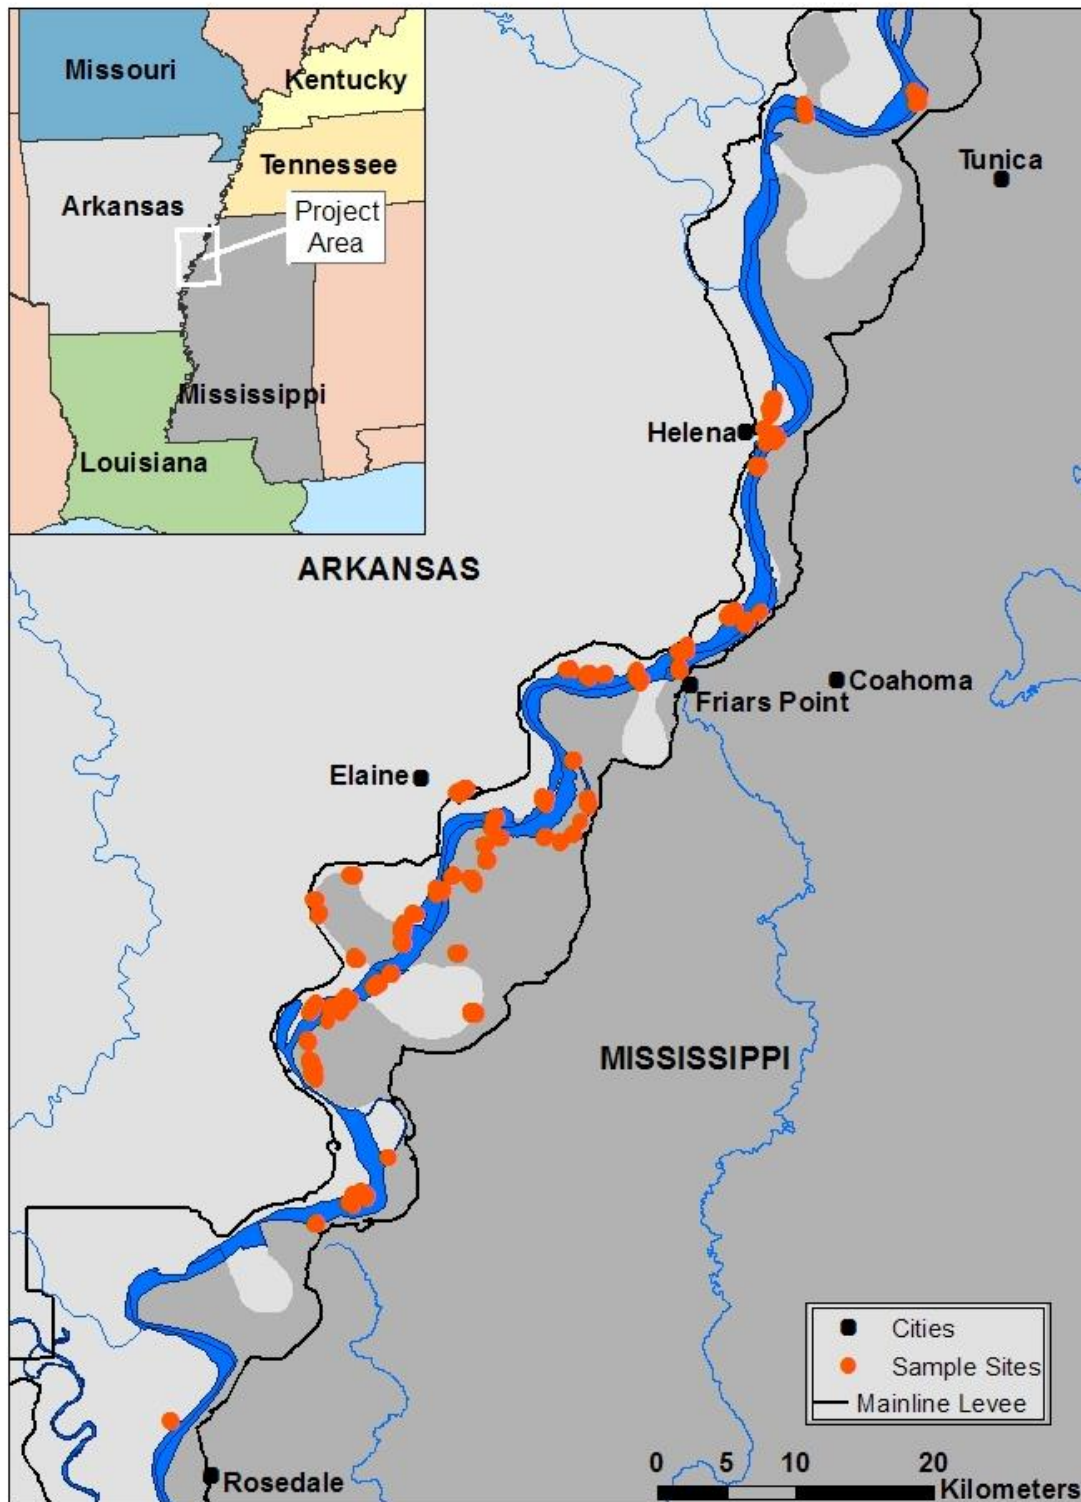 Missouri
Kentucky
Tennessee
Arkansas
Project
Area
Mississippi
Louisiana
Tunica
Helena
ARKANSAS
Coahoma
Friars Point
Elaine
MISSISSIPPI
Cities
Sample Sites
Mainline Levee
0 5 10 20
Kilometers
Rosedale